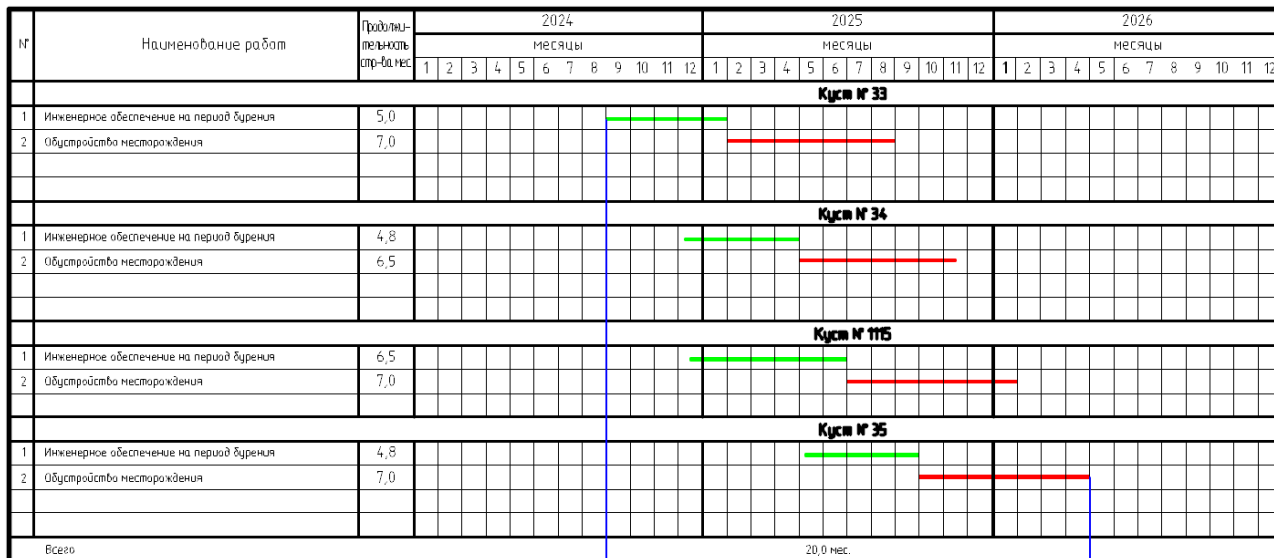 № Наименование работ Продолжи-
тельность
стр-ва мес 2024 2025 2026
месяцы месяцы месяцы
1 2 3 4 5 6 7 8 9 10 11 12 1 2 3 4 5 6 7 8 9 10 11 12 1 2 3 4 5 6 7 8 9 10 11 12
Куст № 33
1 Инженерное обеспечение на период бурения 5,0
2 Обустройство месторождения 7,0
Куст № 34
1 Инженерное обеспечение на период бурения 4,8
2 Обустройство месторождения 6,5
Куст № 1115
1 Инженерное обеспечение на период бурения 6,5
2 Обустройство месторождения 7,0
Куст № 35
1 Инженерное обеспечение на период бурения 4,8
2 Обустройство месторождения 7,0
Всего 20,0 мес.